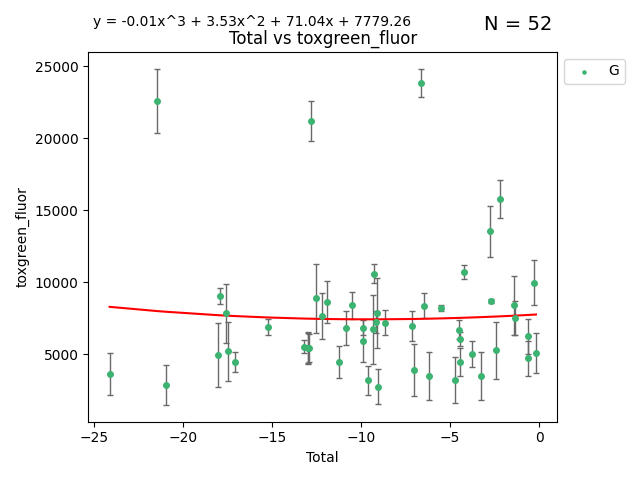 y = -0.01x^3 + 3.53x^2 + 71.04x + 7779.26
N = 52
Total vs toxgreen_fluor
G
25000
20000
15000
10000
5000
toxgreen_fluor
−25 −20 −15 −10 −5 0
Total